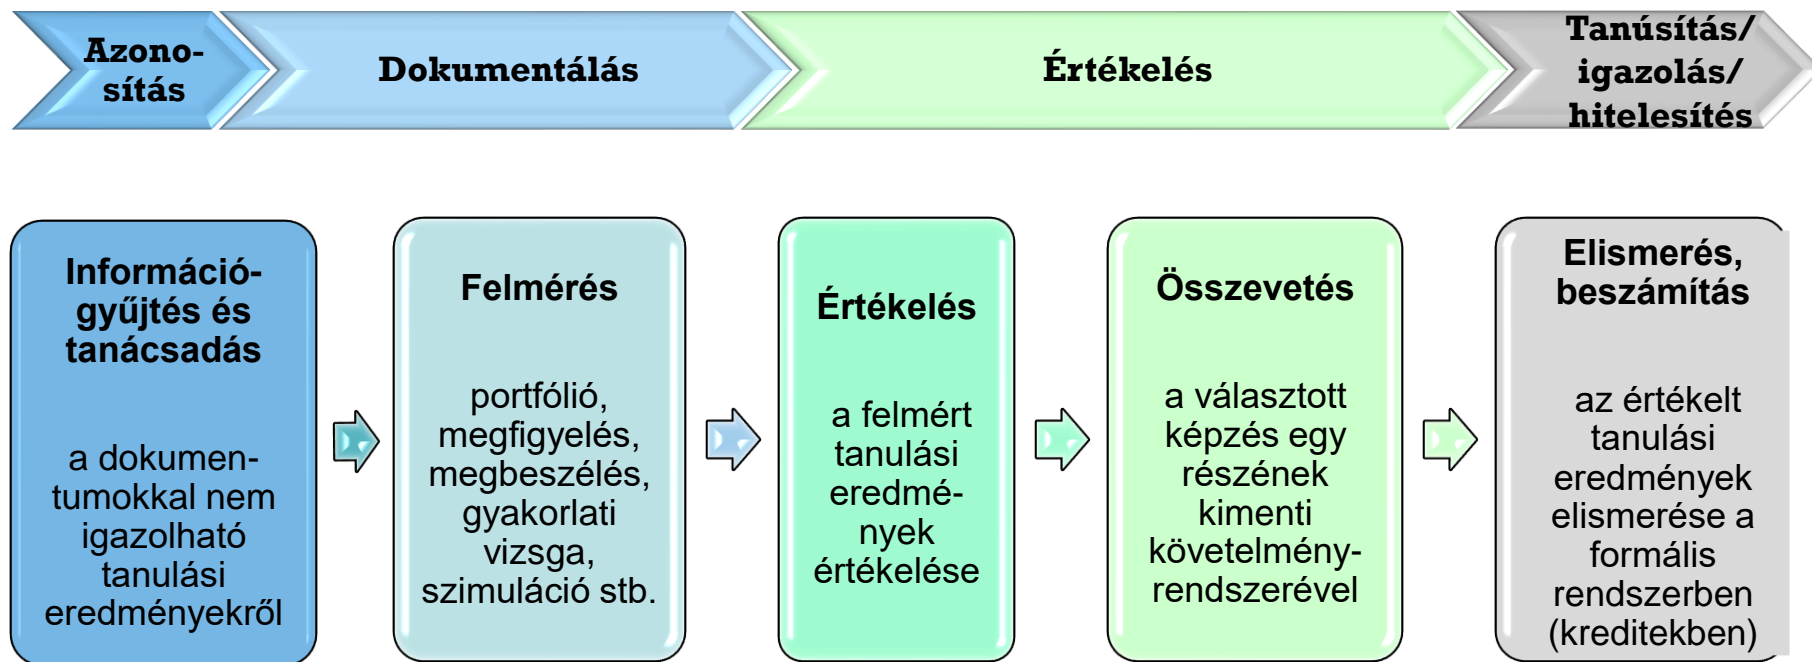 Azono-
sítás
Dokumentálás
Értékelés
Tanúsítás/
igazolás/
hitelesítés
Információ-
gyűjtés és
tanácsadás
a dokumen-
tumokkal nem
igazolható
tanulási
eredményekről
Felmérés
portfólió,
megfigyelés,
megbeszélés,
gyakorlati
vizsga,
szimuláció stb.
Értékelés
a felmért
tanulási
eredmé-
nyek
értékelése
Összevetés
a választott
képzés egy
részének
kimenti
követelmény-
rendszerével
Elismerés,
beszámítás
az értékelt
tanulási
eredmények
elismerése a
formális
rendszerben
(kreditekben)